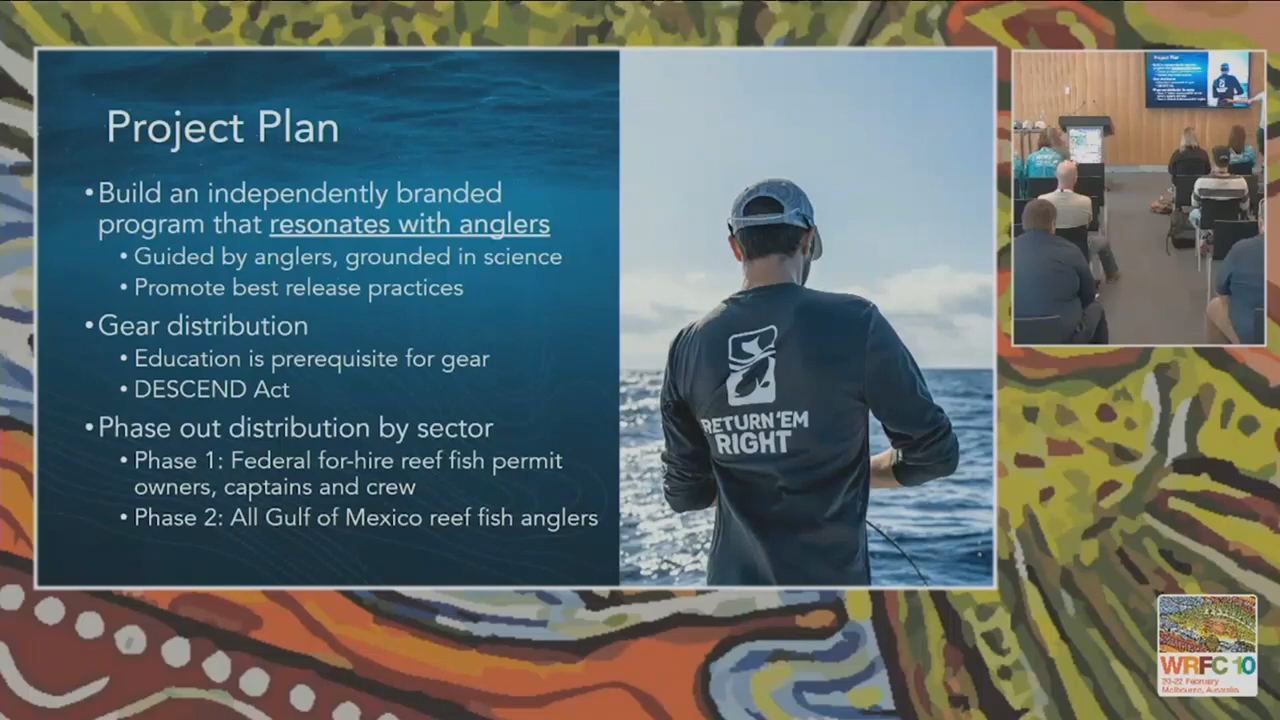 Project Plan
• Build an independently branded
program that resonates with anglers
• Guided by anglers, grounded in science
• Promote best release practices
• Gear distribution
• Education is prerequisite for gear
• DESCEND Act
• Phase out distribution by sector
• Phase 1: Federal for-hire reef fish permit
owners, captains and crew
• Phase 2: All Gulf of Mexico reef fish anglers
RETURN 'EM
RIGHT
Project Plan
WRFC 10
20-22 February
Melbourne, Australia